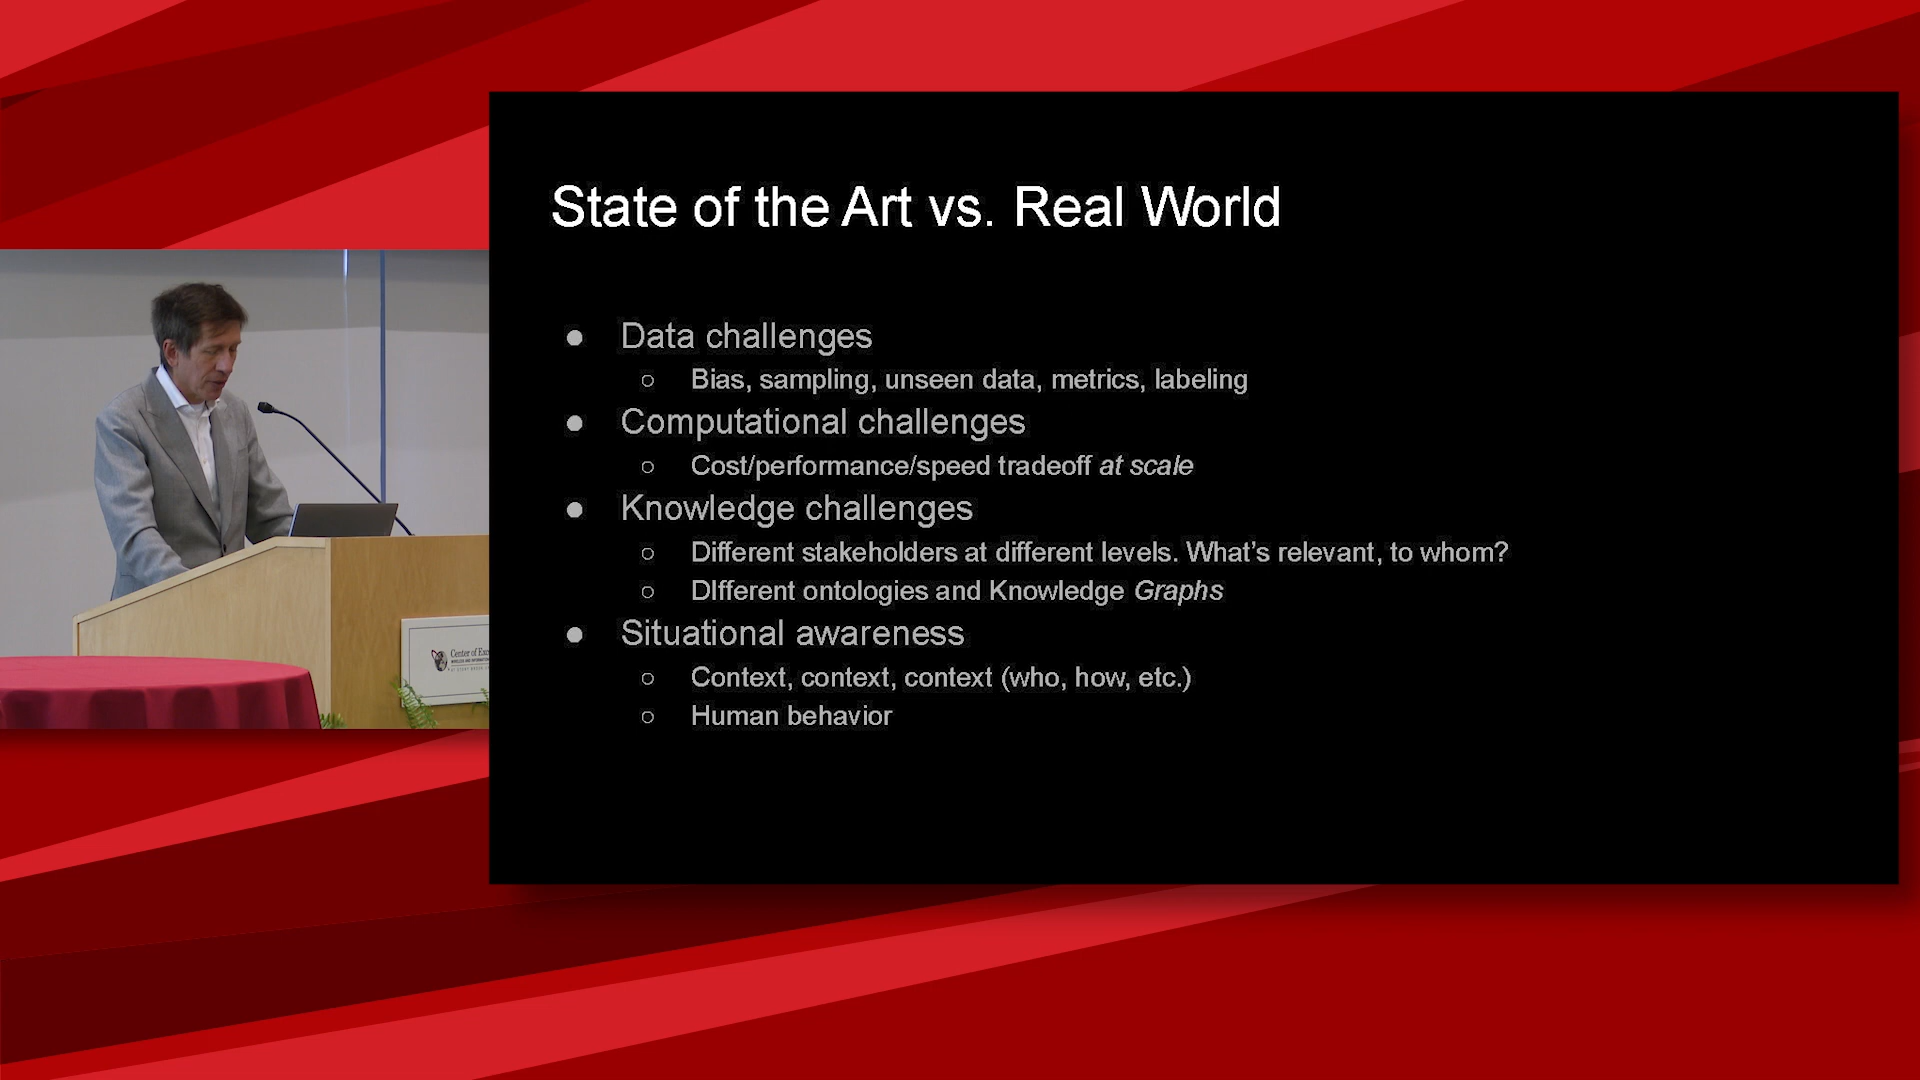 State of the Art vs. Real World
● Data challenges
○ Bias, sampling, unseen data, metrics, labeling
● Computational challenges
○ Cost/performance/speed tradeoff at scale
● Knowledge challenges
○ Different stakeholders at different levels. What's relevant, to whom?
○ DIfferent ontologies and Knowledge Graphs
● Situational awareness
○ Context, context, context (who, how, etc.)
○ Human behavior
Center of